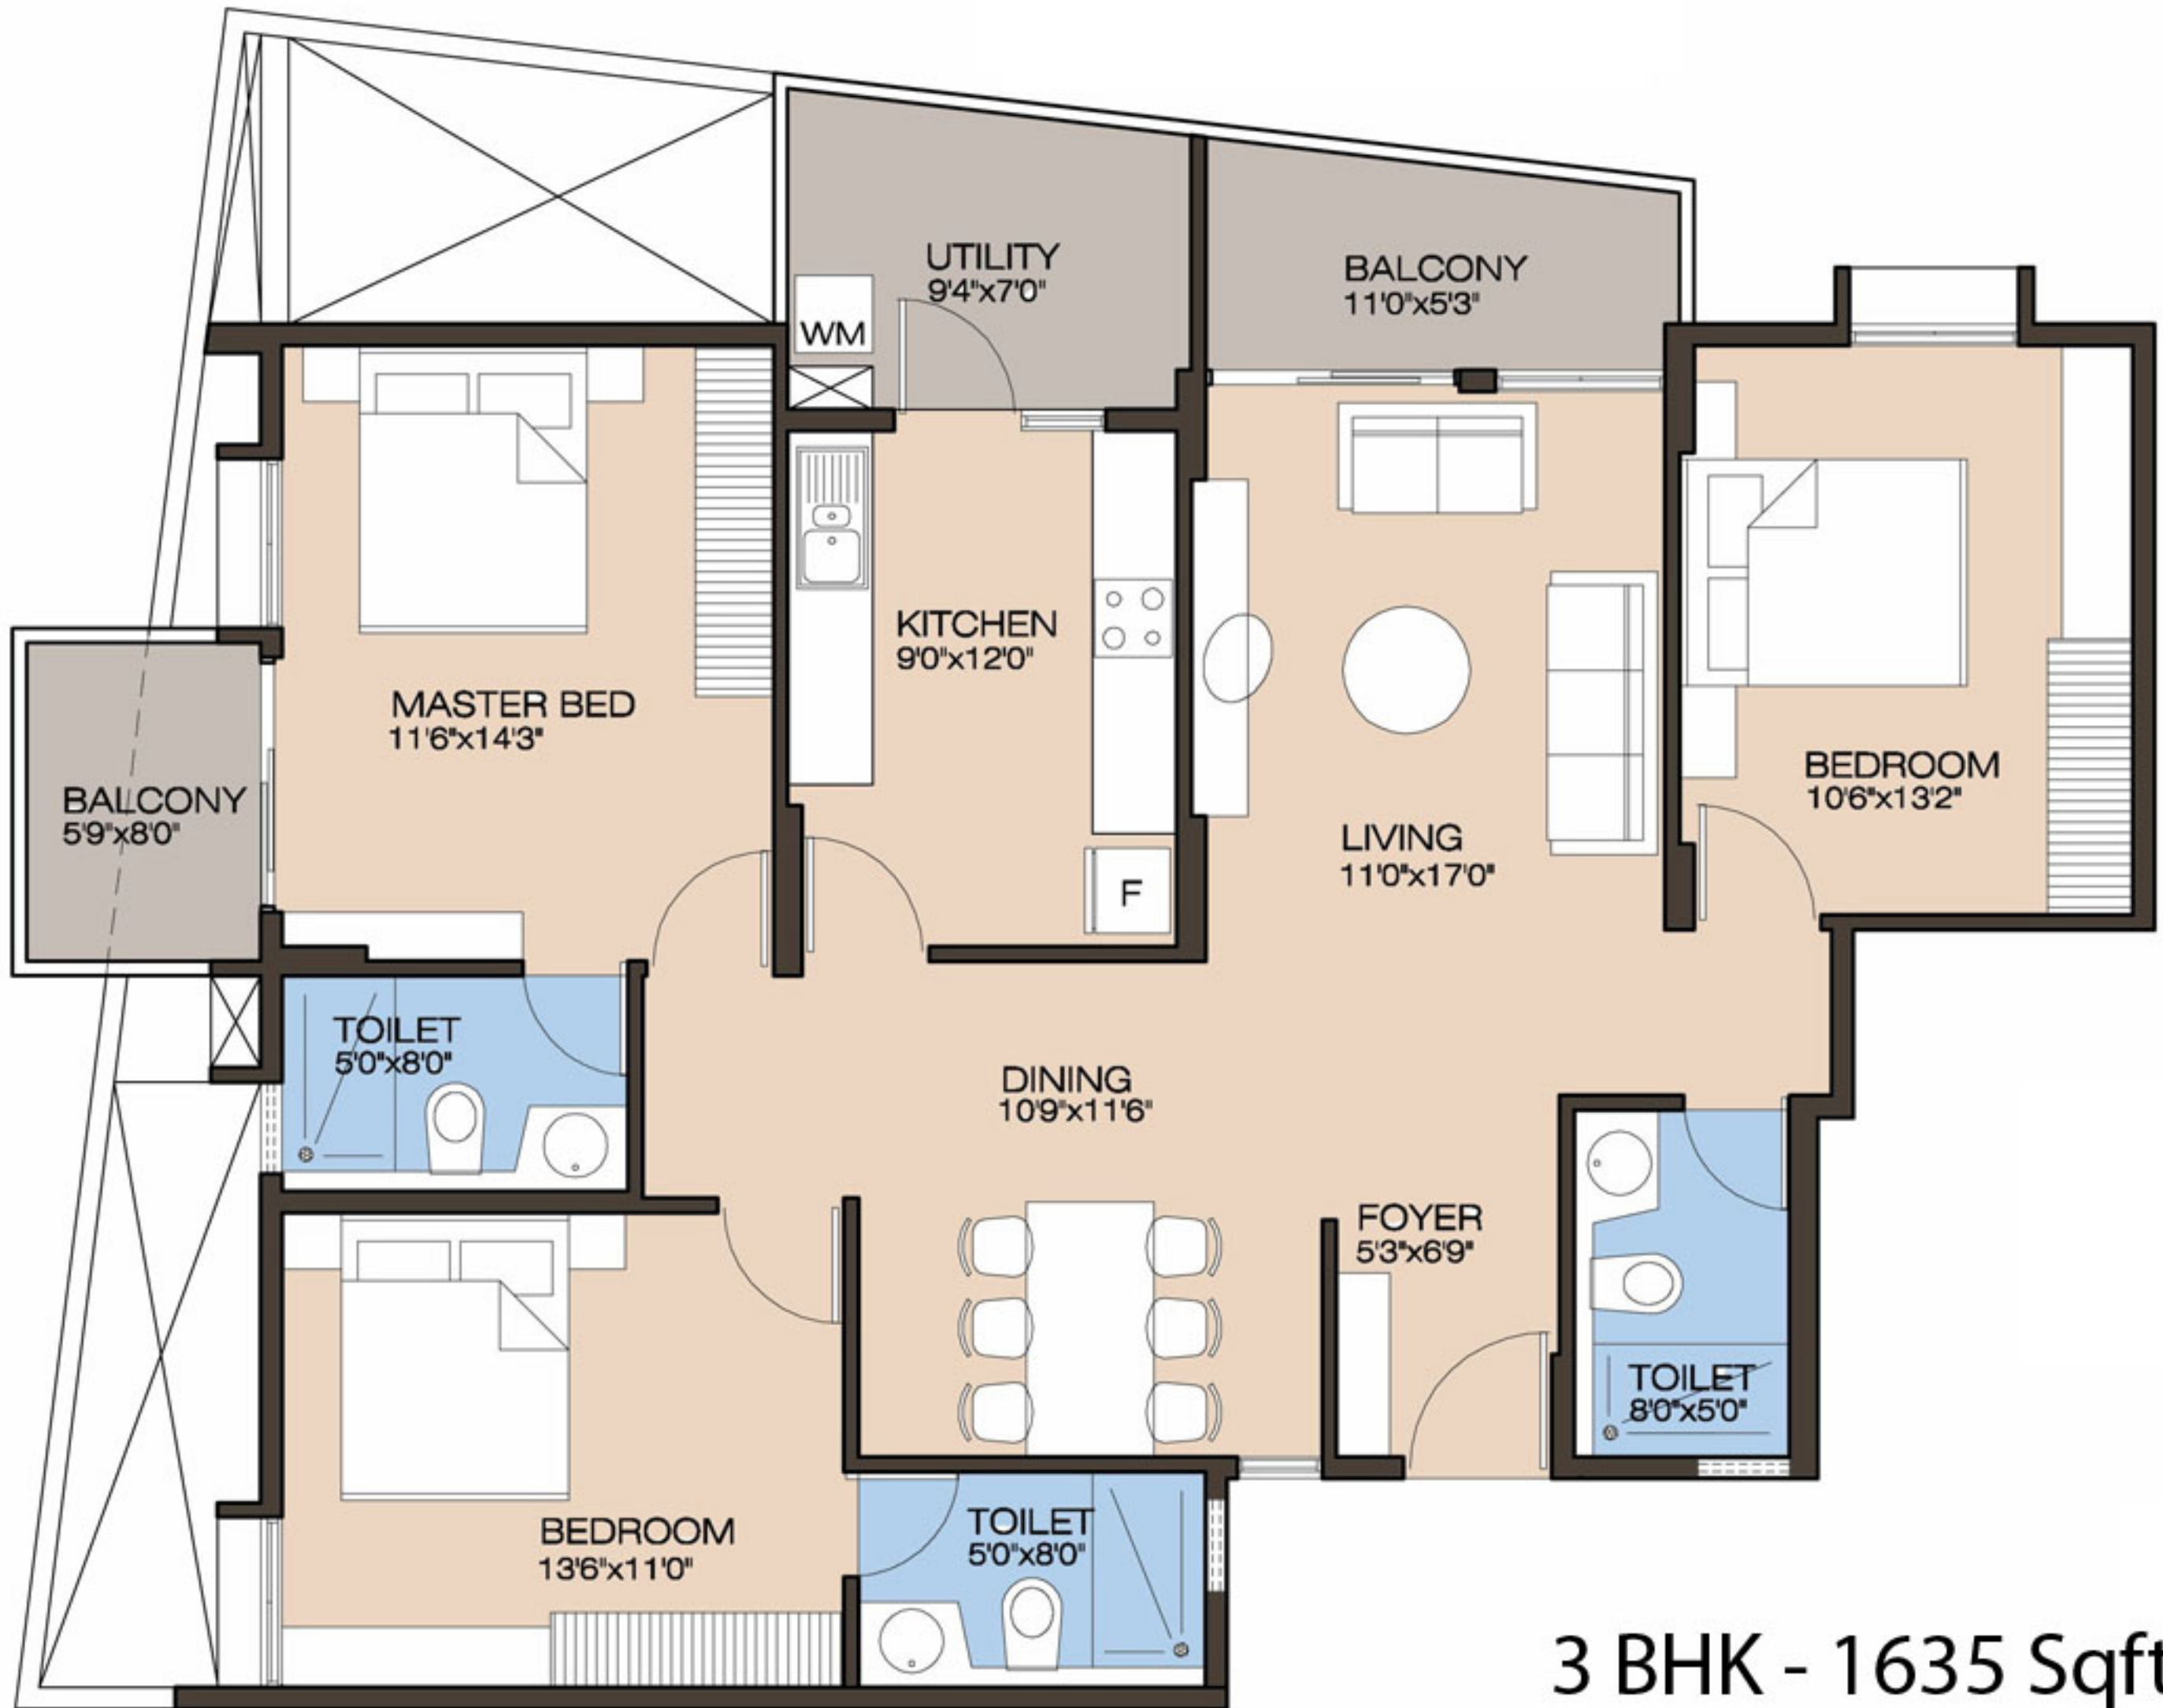 UTILITY
9'4"x7'0"
BALCONY
11'0"x5'3"
WM
KITCHEN
9'0"x12'0"
MASTER BED
11'6"x14'3"
BEDROOM
10'6"x13'2"
BALCONY
5'9"x8'0"
LIVING
11'0"x17'0"
F
TOILET
5'0"x8'0"
DINING
10'9"x11'6"
FOYER
5'3"x6'9"
TOILET
8'0"x5'0"
BEDROOM
13'6"x11'0"
TOILET
5'0"x8'0"
3 BHK - 1635 Sqft